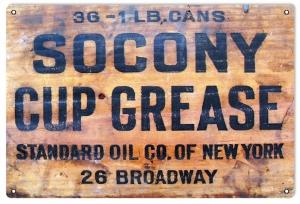 36-1 LB. CANS
SOCONY
CUP GREASE
STANDARD OIL CO. OF NEW YORK
26 BROADWAY